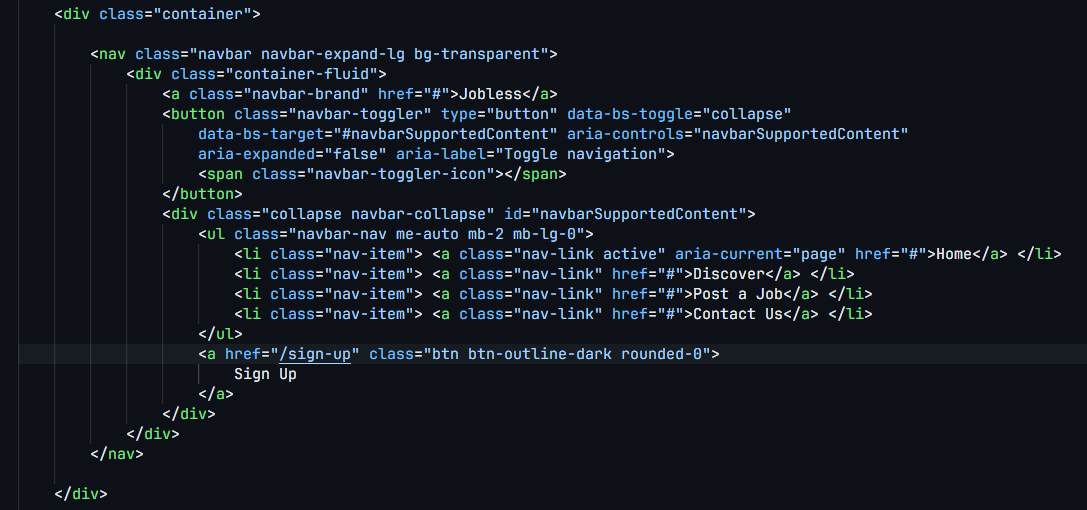 <div class="container">
<nav class="navbar navbar-expand-lg bg-transparent">
<div class="container-fluid">
<a class="navbar-brand" href="#">Jobless</a>
<button class="navbar-toggler" type="button" data-bs-toggle="collapse"
data-bs-target="#navbarSupportedContent" aria-controls="navbarSupportedContent"
aria-expanded="false" aria-label="Toggle navigation">
<span class="navbar-toggler-icon"></span>
</button>
<div class="collapse navbar-collapse" id="navbarSupportedContent">
<ul class="navbar-nav me-auto mb-2 mb-lg-0">
<li class="nav-item"> <a class="nav-link active" aria-current="page" href="#">Home</a> </li>
<li class="nav-item"> <a class="nav-link" href="#">Discover</a> </li>
<li class="nav-item"> <a class="nav-link" href="#">Post a Job</a> </li>
<li class="nav-item"> <a class="nav-link" href="#">Contact Us</a> </li>
</ul>
<a href="/sign-up" class="btn btn-outline-dark rounded-0">
Sign Up
</a>
</div>
</div>
</nav>
</div>